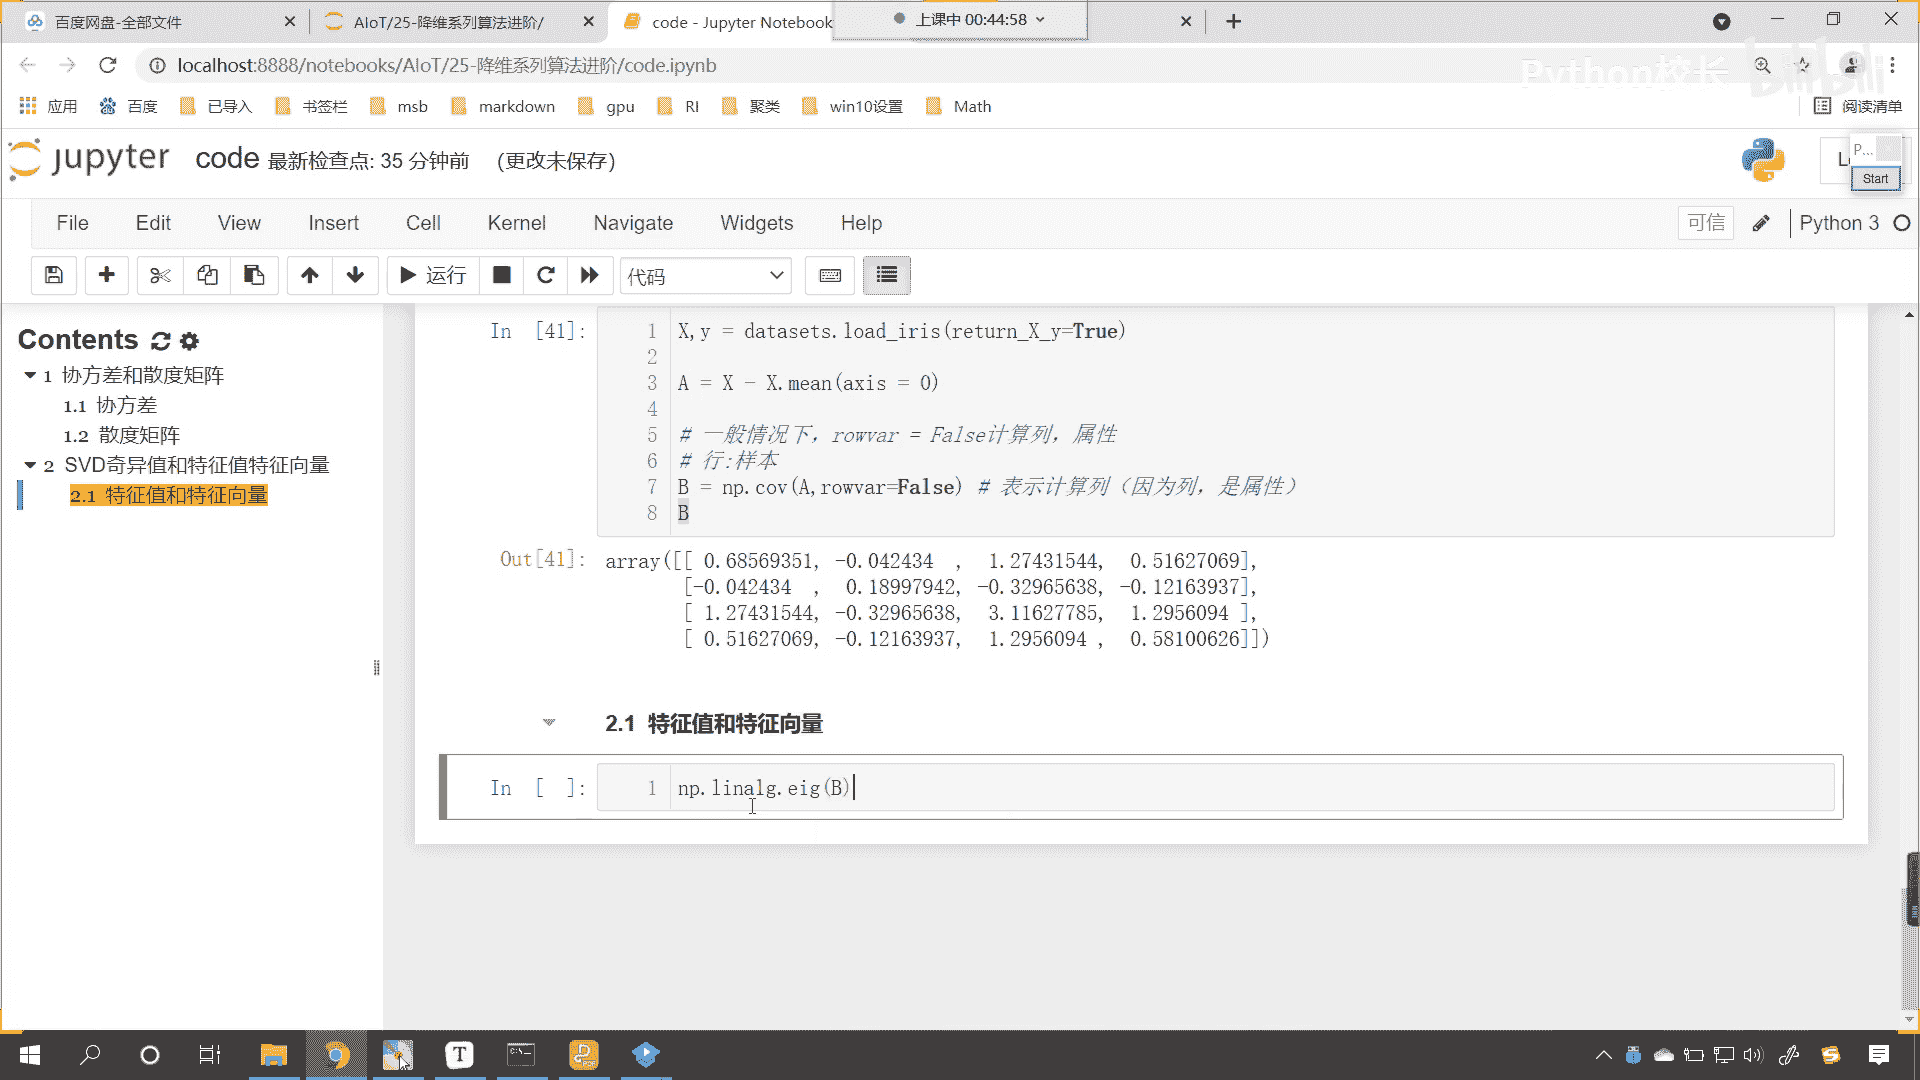 百度网盘-全部文件
AIoT/25-降维系列算法进阶/
code - Jupyter Notebook
上课中 00:44:58
localhost:8888/notebooks/AIoT/25-降维系列算法进阶/code.ipynb
Python校长
bilibili
应用 百度 已导入 书签栏 msb markdown gpu RI 聚类 win10设置 Math 阅读清单
jupyter code 最新检查点: 35 分钟前 (更改未保存)
P...
Start
File Edit View Insert Cell Kernel Navigate Widgets Help 可信 Python 3
运行 代码
Contents
1 协方差和散度矩阵
1.1 协方差
1.2 散度矩阵
2 SVD奇异值和特征值特征向量
2.1 特征值和特征向量
In [41]:
1 X,y = datasets.load_iris(return_X_y=True)
2
3 A = X - X.mean(axis = 0)
4
5 # 一般情况下，rowvar = False计算列，属性
6 # 行:样本
7 B = np.cov(A,rowvar=False) # 表示计算列（因为列，是属性）
8 B
Out[41]: array([[ 0.68569351, -0.042434  ,  1.27431544,  0.51627069],
[-0.042434  ,  0.18997942, -0.32965638, -0.12163937],
[ 1.27431544, -0.32965638,  3.11627785,  1.2956094 ],
[ 0.51627069, -0.12163937,  1.2956094 ,  0.58100626]])
2.1 特征值和特征向量
In [ ]: 1 np.linalg.eig(B)